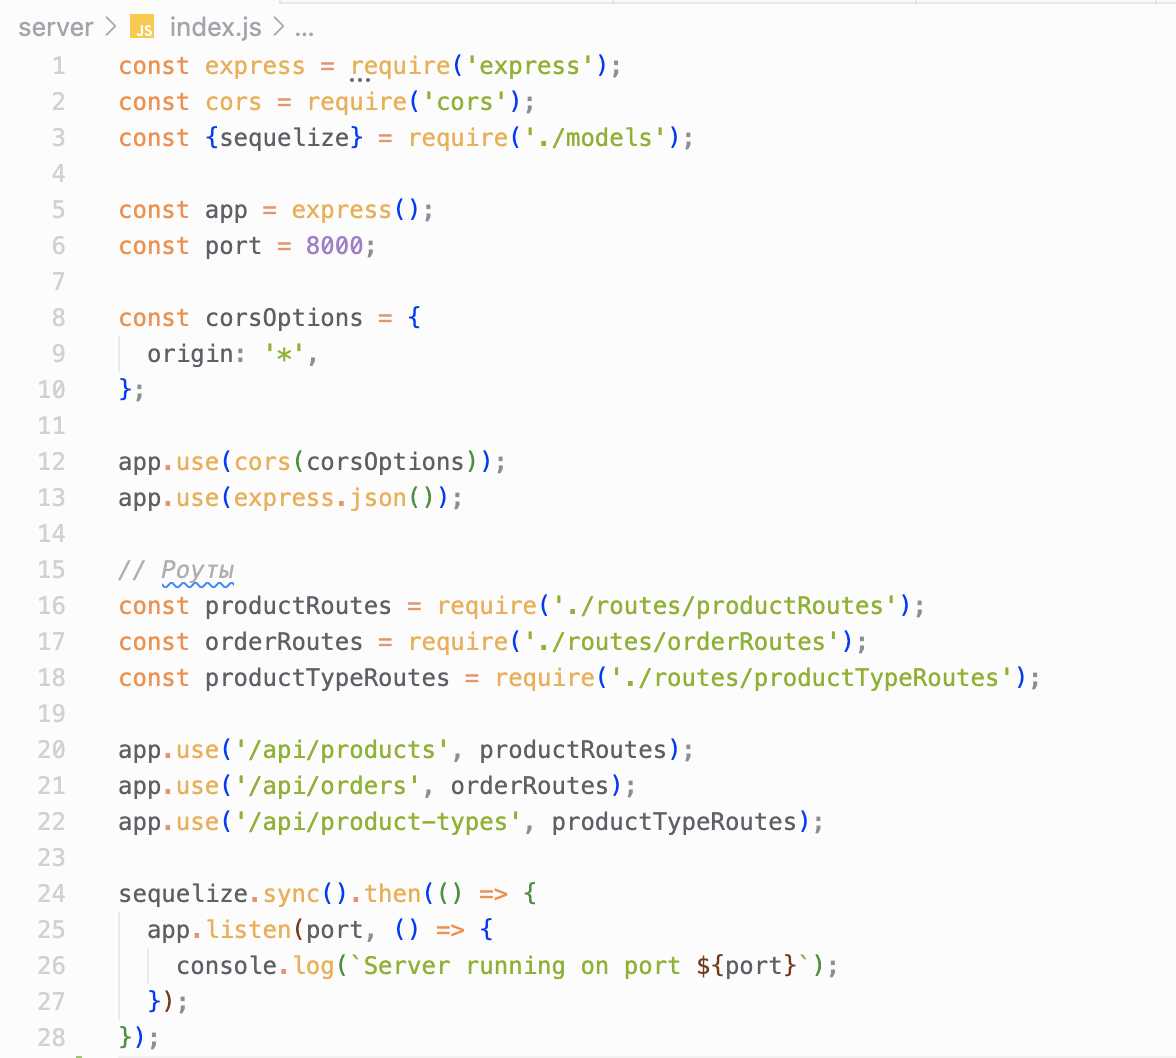 server > JS index.js > ...
1 const express = require('express');
2 const cors = require('cors');
3 const {sequelize} = require('./models');
4
5 const app = express();
6 const port = 8000;
7
8 const corsOptions = {
9   origin: '*',
10 };
11
12 app.use(cors(corsOptions));
13 app.use(express.json());
14
15 // Роуты
16 const productRoutes = require('./routes/productRoutes');
17 const orderRoutes = require('./routes/orderRoutes');
18 const productTypeRoutes = require('./routes/productTypeRoutes');
19
20 app.use('/api/products', productRoutes);
21 app.use('/api/orders', orderRoutes);
22 app.use('/api/product-types', productTypeRoutes);
23
24 sequelize.sync().then(() => {
25   app.listen(port, () => {
26     console.log(`Server running on port ${port}`);
27   });
28 });